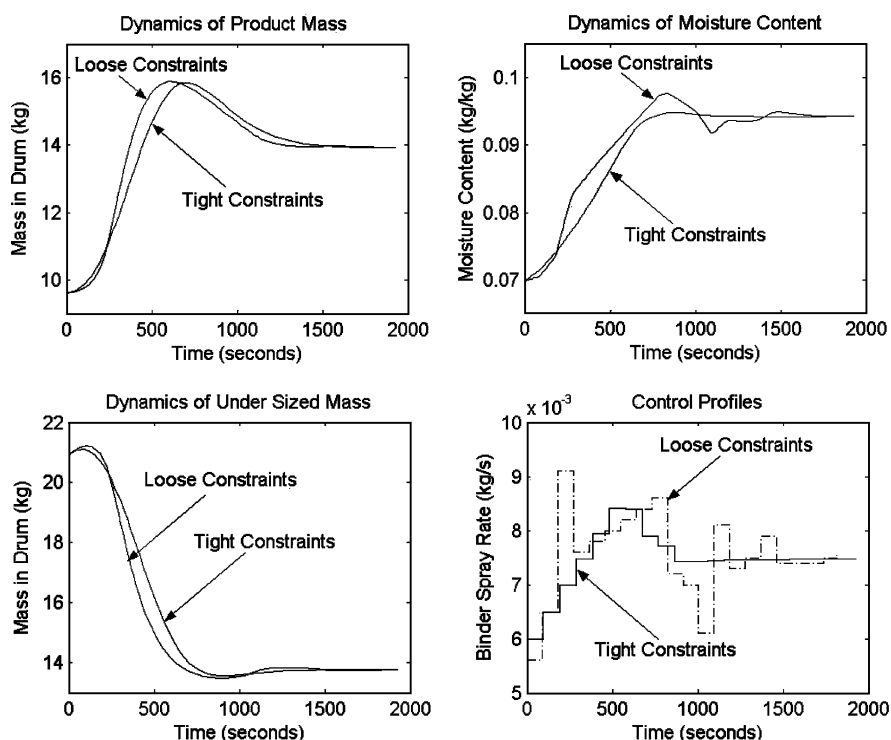 Dynamics of Product Mass
Mass in Drum (kg)
16
14
12
10
Loose Constraints
Tight Constraints
0
500
1000
1500
2000
Time (seconds)
Dynamics of Moisture Content
Moisture Content (kg/kg)
0.1
0.09
0.08
0.07
Loose Constraints
Tight Constraints
0
500
1000
1500
2000
Time (seconds)
Dynamics of Under Sized Mass
Mass in Drum (kg)
22
20
18
16
14
Loose Constraints
Tight Constraints
0
500
1000
1500
2000
Time (seconds)
Control Profiles
x 10-3
Binder Spray Rate (kg/s)
10
9
8
7
6
5
Loose Constraints
Tight Constraints
0
500
1000
1500
2000
Time (seconds)